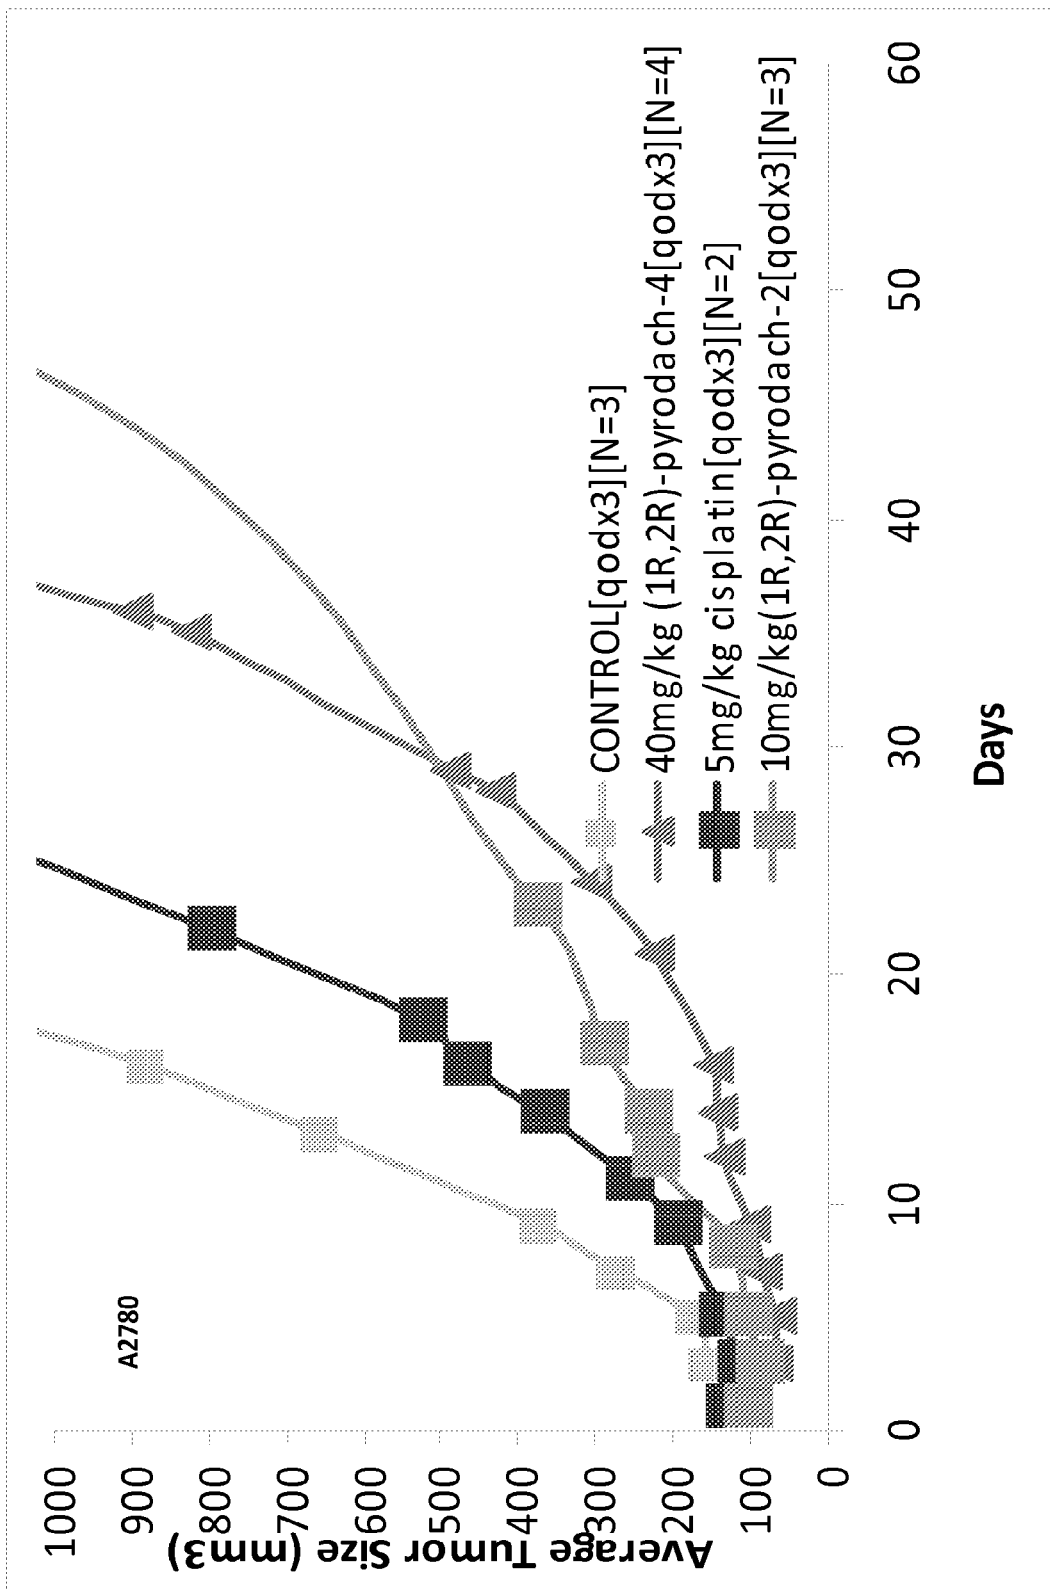 A2780
Average Tumor Size (mm3)
1000
900
800
700
600
500
400
300
200
100
0
0
10
20
30
40
50
60
Days
CONTROL[qodx3][N=3]
40mg/kg (1R,2R)-pyrodach-4[qodx3][N=4]
5mg/kg cisplatin[qodx3][N=2]
10mg/kg(1R,2R)-pyrodach-2[qodx3][N=3]